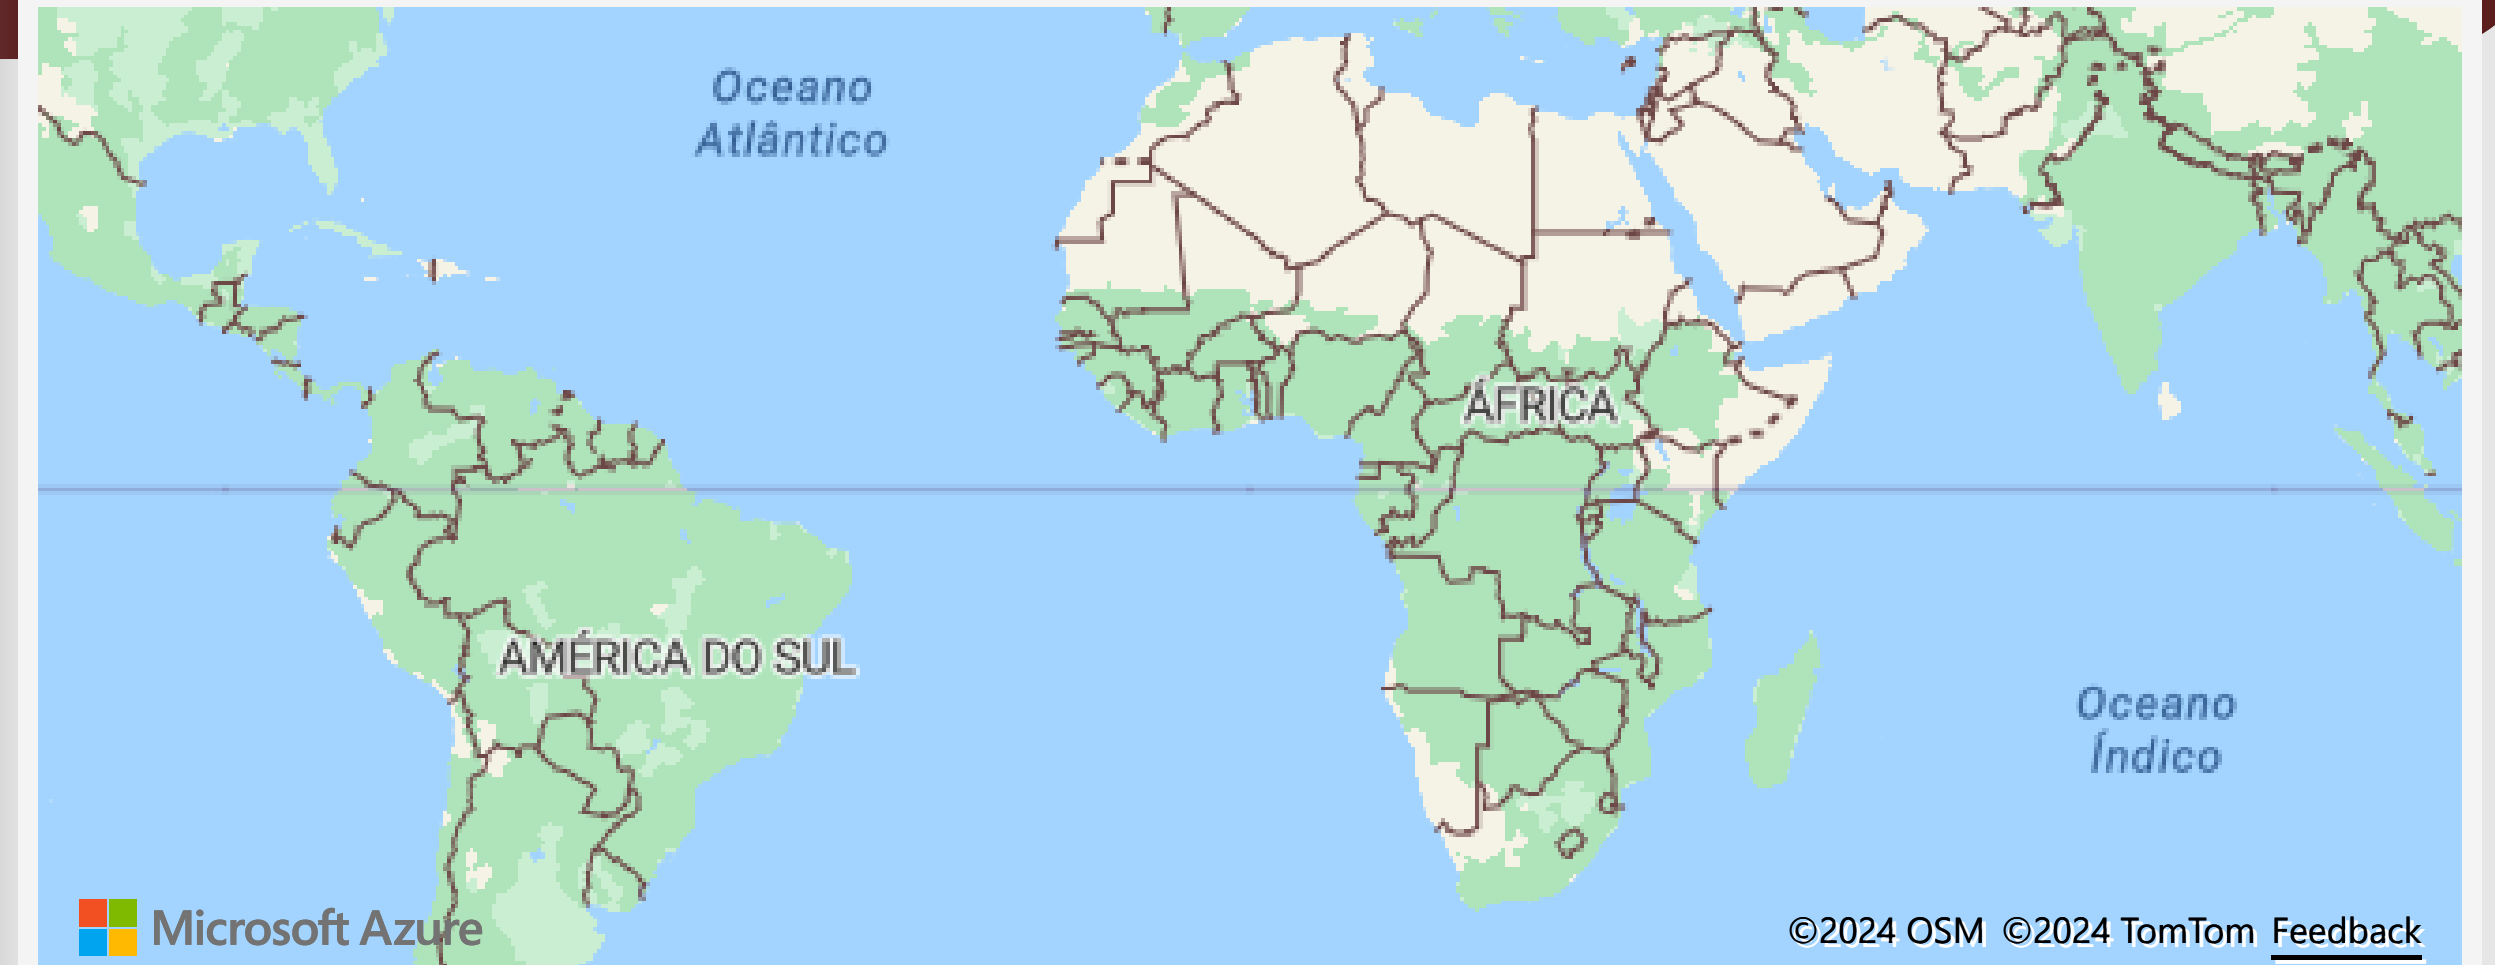 Oceano
Atlântico
ÁFRICA
AMÉRICA DO SUL
Oceano
Índico
Microsoft Azure
©2024 OSM ©2024 TomTom Feedback